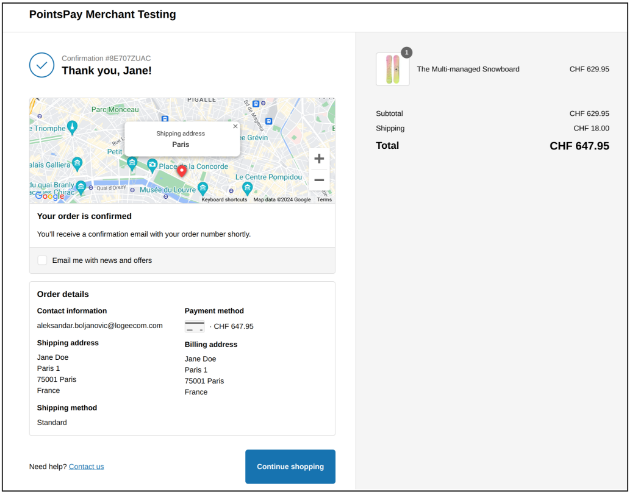 PointsPay Merchant Testing
Confirmation #8E707ZUAC
Thank you, Jane!
PIGALLE
Parc Monceau
Triomphe
Shipping address
Paris
×
Grévin
Petit
Place de la Concorde
alais Galliera
Le Centre Pompidou
du quai Branly
Quai d'Orsay
Musée du Louvre
+
−
Google
Keyboard shortcuts
Map data ©2024 Google
Terms
Your order is confirmed
You'll receive a confirmation email with your order number shortly.
Email me with news and offers
Order details
Contact information
aleksandar.boljanovic@logeecom.com
Shipping address
Jane Doe
Paris 1
75001 Paris
France
Shipping method
Standard
Payment method
· CHF 647.95
Billing address
Jane Doe
Paris 1
75001 Paris
France
Need help? Contact us
Continue shopping
1
The Multi-managed Snowboard CHF 629.95
Subtotal CHF 629.95
Shipping CHF 18.00
Total CHF 647.95